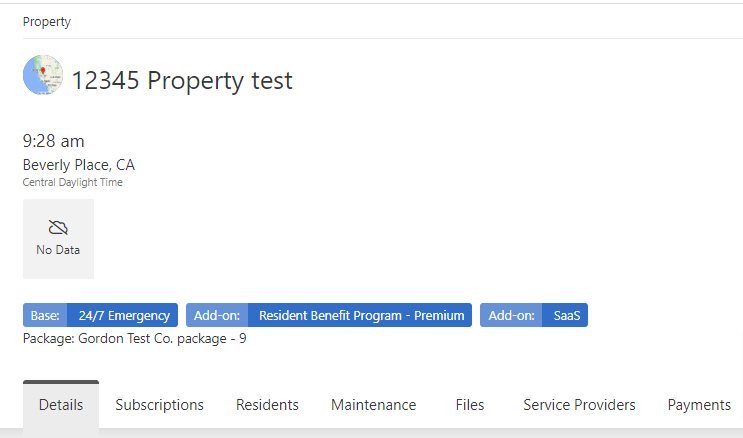 Property
12345 Property test
9:28 am
Beverly Place, CA
Central Daylight Time
No Data
Base: 24/7 Emergency Add-on: Resident Benefit Program - Premium Add-on: SaaS
Package: Gordon Test Co. package - 9
Details Subscriptions Residents Maintenance Files Service Providers Payments